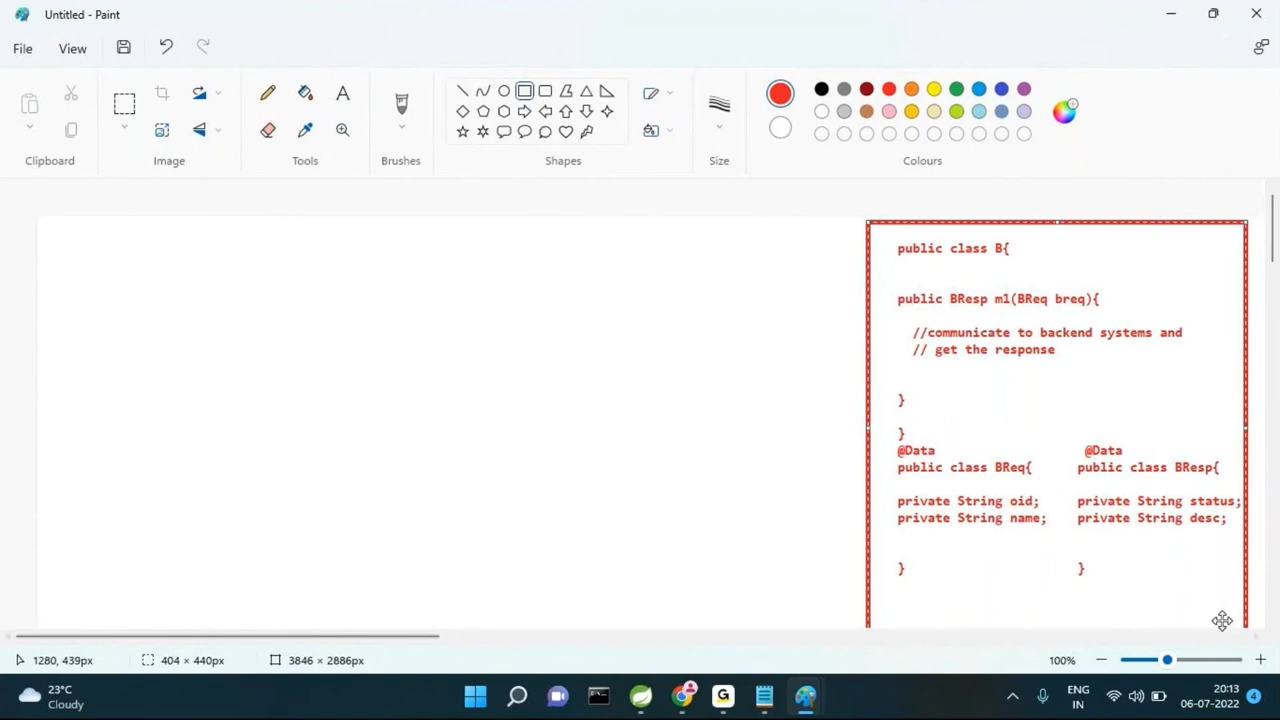 Untitled - Paint
File View
Clipboard Image Tools Brushes Shapes Size Colours
public class B{
public BResp m1(BReq breq){
//communicate to backend systems and
// get the response
}
}
@Data @Data
public class BReq{ public class BResp{
private String oid; private String status;
private String name; private String desc;
} }
1280, 439px 404 × 440px 3846 × 2886px 100%
23°C
Cloudy
ENG
IN
20:13
06-07-2022
4